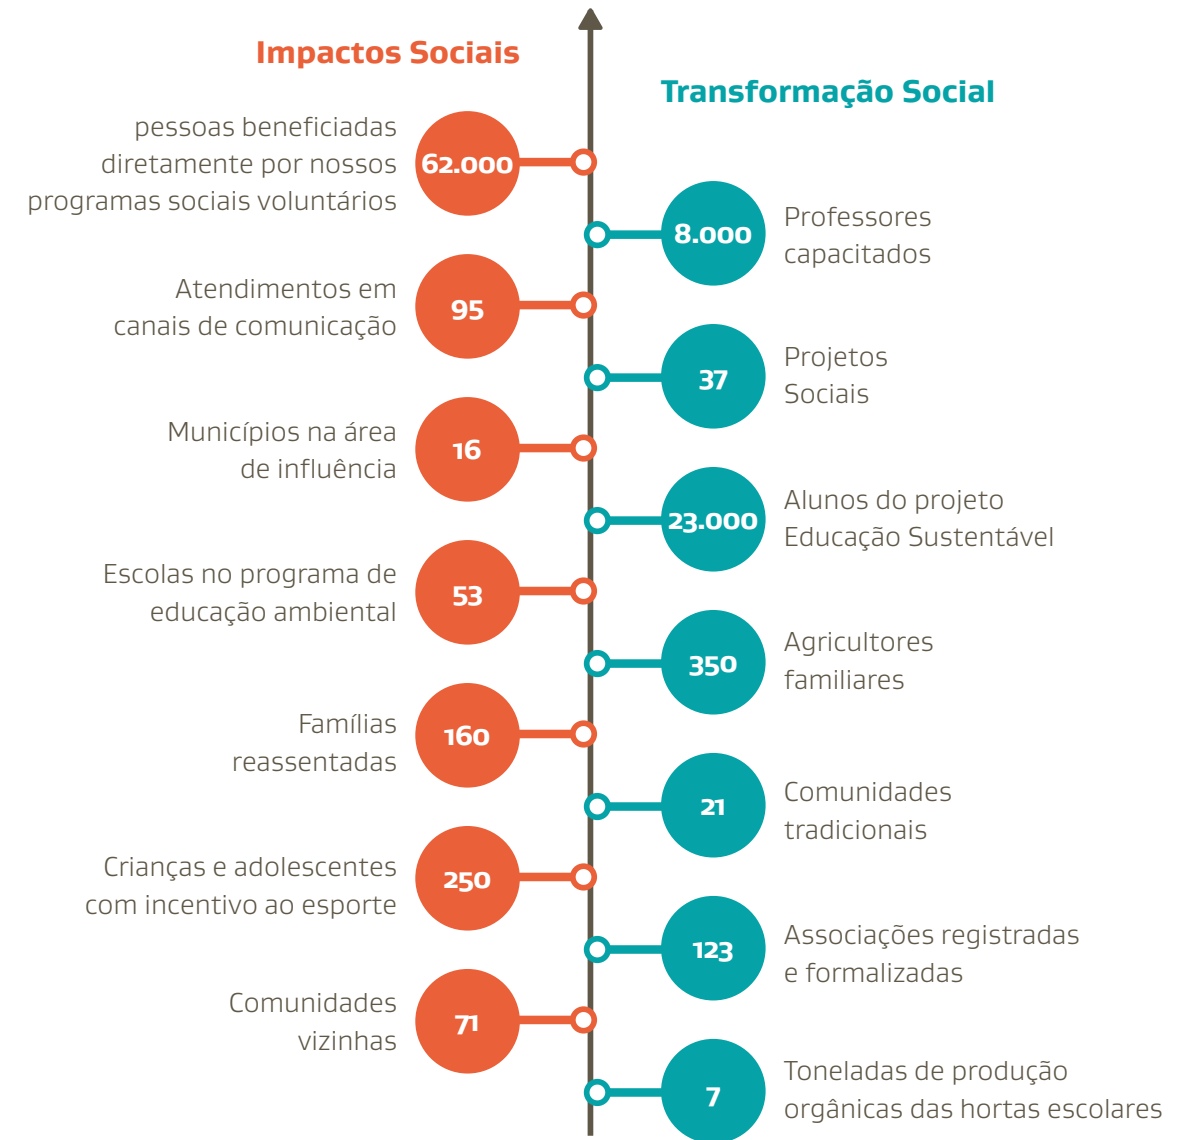 Impactos Sociais
pessoas beneficiadas
diretamente por nossos
programas sociais voluntários
62.000
Atendimentos em
canais de comunicação
95
Municípios na área
de influência
16
Escolas no programa de
educação ambiental
53
Famílias
reassentadas
160
Crianças e adolescentes
com incentivo ao esporte
250
Comunidades
vizinhas
71
Transformação Social
8.000
Professores
capacitados
37
Projetos
Sociais
23.000
Alunos do projeto
Educação Sustentável
350
Agricultores
familiares
21
Comunidades
tradicionais
123
Associações registradas
e formalizadas
7
Toneladas de produção
orgânicas das hortas escolares